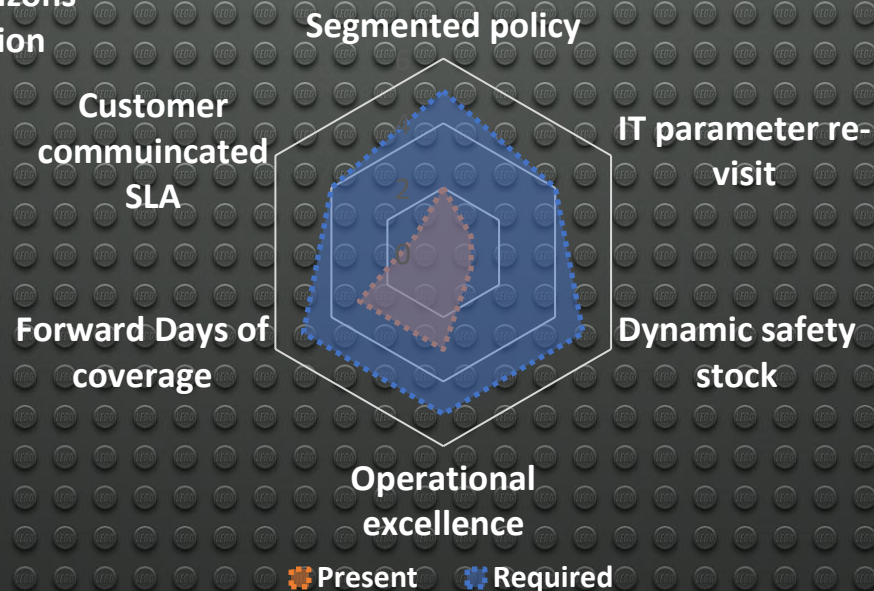 Segmented policy
Customer
commuincated
SLA
IT parameter re-
visit
4
2
0
Forward Days of
coverage
Dynamic safety
stock
Operational
excellence
Present
Required